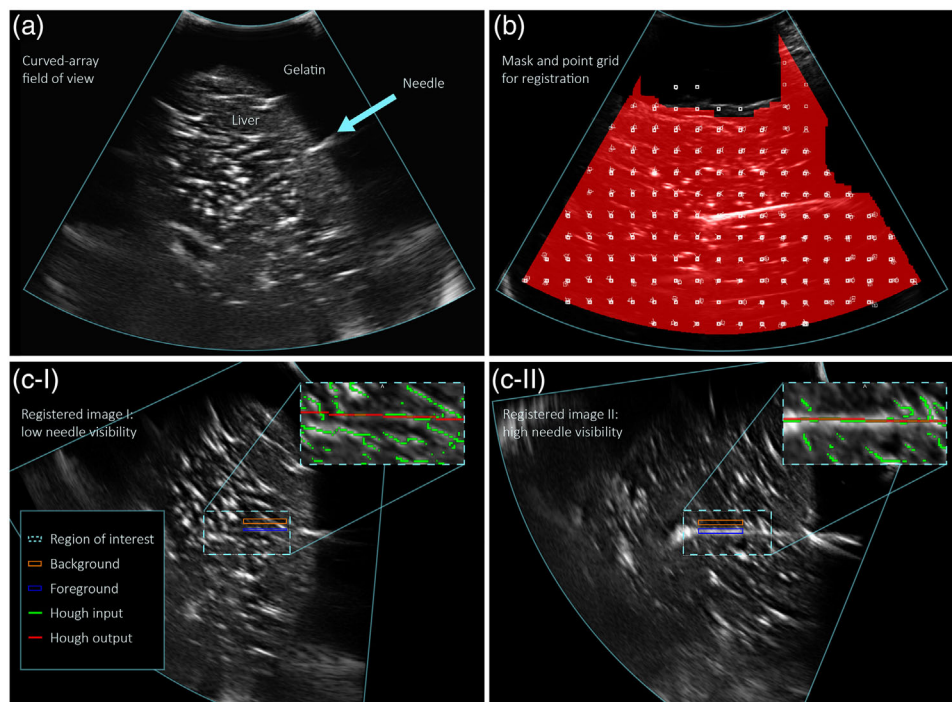 (a)
Curved-array
field of view
Gelatin
Needle
Liver
(b)
Mask and point grid
for registration
(c-I)
Registered image I:
low needle visibility
Region of interest
Background
Foreground
Hough input
Hough output
(c-II)
Registered image II:
high needle visibility